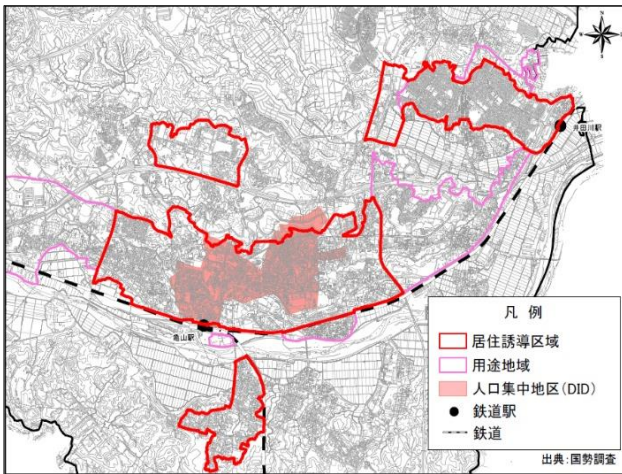 N
井田川駅
亀山駅
凡 例
居住誘導区域
用途地域
人口集中地区(DID)
鉄道駅
鉄道
出典:国勢調査